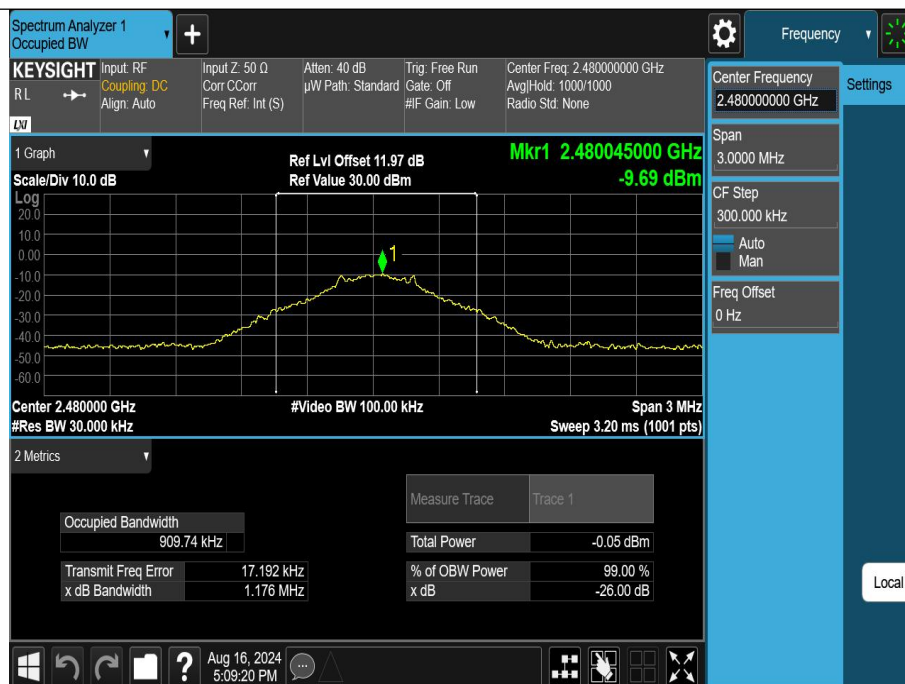 Spectrum Analyzer 1
Occupied BW
Frequency
KEYSIGHT
RL
LXI
Input: RF
Coupling: DC
Align: Auto
Input Z: 50 Ω
Corr CCorr
Freq Ref: Int (S)
Atten: 40 dB
µW Path: Standard
Trig: Free Run
Gate: Off
#IF Gain: Low
Center Freq: 2.480000000 GHz
Avg|Hold: 1000/1000
Radio Std: None
Center Frequency
2.480000000 GHz
Settings
Span
3.0000 MHz
CF Step
300.000 kHz
Auto
Man
Freq Offset
0 Hz
Local
1 Graph
Scale/Div 10.0 dB
Ref Lvl Offset 11.97 dB
Ref Value 30.00 dBm
Mkr1 2.480045000 GHz
-9.69 dBm
Log
20.0
10.0
0.00
-10.0
-20.0
-30.0
-40.0
-50.0
-60.0
1
Center 2.480000 GHz
#Video BW 100.00 kHz
Span 3 MHz
#Res BW 30.000 kHz
Sweep 3.20 ms (1001 pts)
2 Metrics
Measure Trace
Trace 1
Occupied Bandwidth
909.74 kHz
Total Power
-0.05 dBm
Transmit Freq Error
17.192 kHz
% of OBW Power
99.00 %
x dB Bandwidth
1.176 MHz
x dB
-26.00 dB
?
Aug 16, 2024
5:09:20 PM